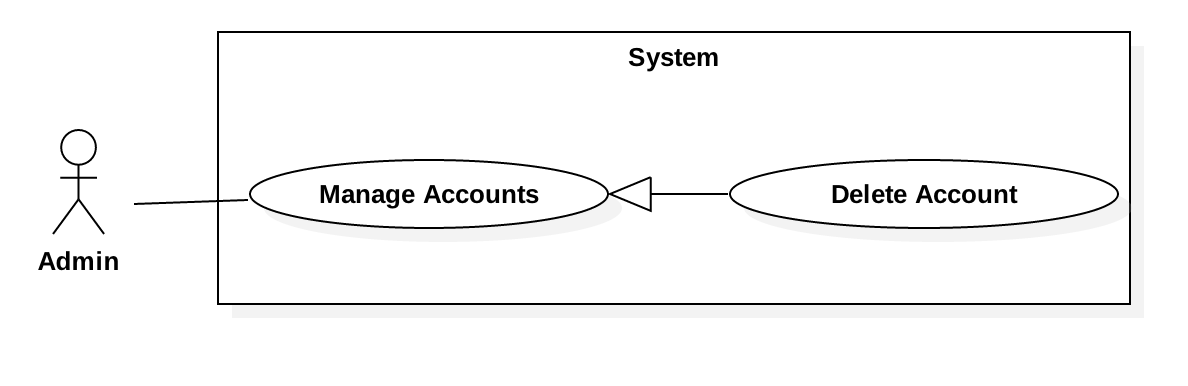 System
Manage Accounts
Delete Account
Admin